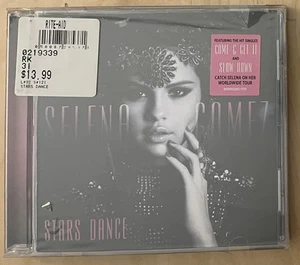 RITE-AID
0219339
RK
31
$13.99
STARS DANCE
FEATURING THE HIT SINGLES
COME & GET IT
AND
SLOW DOWN
CATCH SELENA ON HER
WORLDWIDE TOUR
SELENA GOMEZ
STARS DANCE